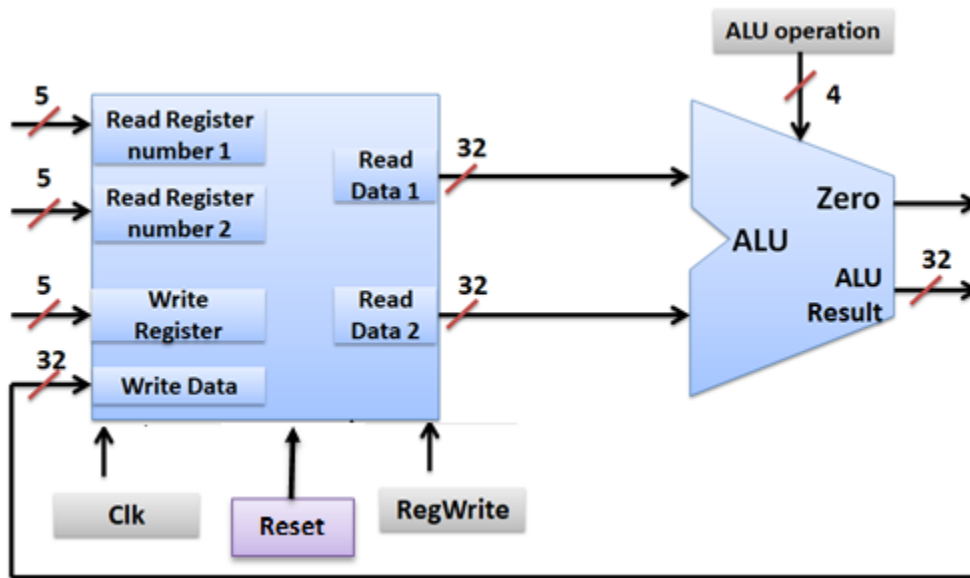 ALU operation
4
5
Read Register
number 1
5
Read Register
number 2
5
Write
Register
32
Write Data
Read
Data 1
32
Read
Data 2
32
ALU
Zero
ALU
Result
32
Clk
Reset
RegWrite